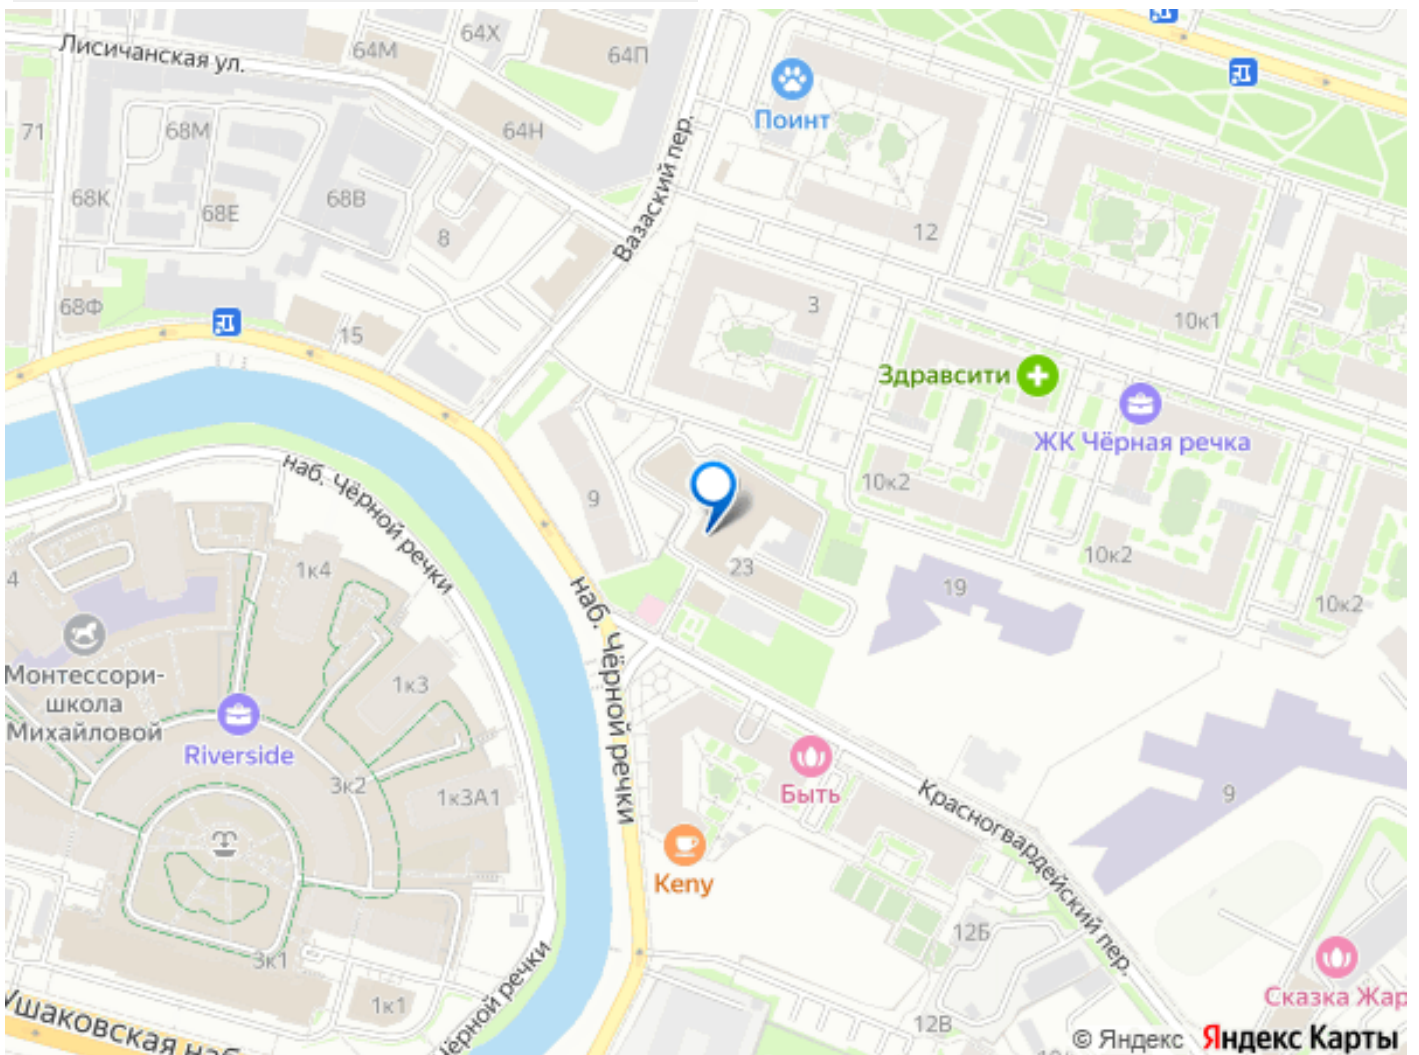 Лисичанская ул.
64М
64Х
64П
Поинт
71
68М
64Н
Вазаский пер.
68К
68Е
68В
8
12
68Ф
15
3
10к1
Здравсити
ЖК Чёрная речка
наб. Чёрной речки
9
10к2
23
19
10к2
10к2
4
1к4
Монтессори-
школа
Михайловой
1к3
наб. Чёрной речки
Riverside
3к2
1к3А1
Быть
Красногвардейский пер.
9
Keny
12Б
3к1
1к1
Чёрной речки
12В
Сказка Жар
Ушаковская наб.
© Яндекс Яндекс Карты